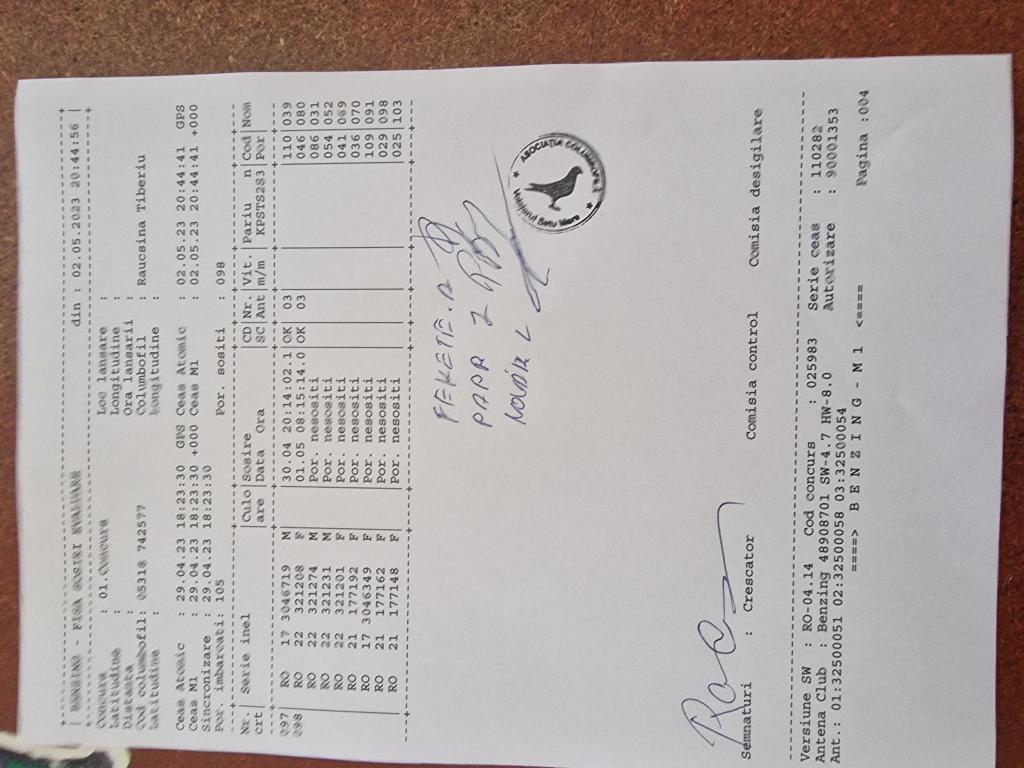 BENZING - FISA SOSIRI EVALUARE din : 02.05.2023 20:44:56
Concurs : 01.Concurs Loc lansare :
Latitudine : Longitudine :
Distanta : Ora lansarii :
Cod columbofil: 05318 742577 Columbofil : Raucsina Tiberiu
Latitudine : Longitudine :
Ceas Atomic : 29.04.23 18:23:30 GPS Ceas Atomic : 02.05.23 20:44:41 GPS
Ceas M1 : 29.04.23 18:23:30 +000 Ceas M1 : 02.05.23 20:44:41 +000
Sincronizare : 29.04.23 18:23:30
Por. imbarcati: 105 Por. sositi : 098
Nr. Serie inel Culo Sosire CD Nr. Vit. Pariu n Cod Nom
crt are Data Ora SC Ant m/m KPSTS2S3 Por
097 RO 17 3046719 M 30.04 20:14:02.1 OK 03 110 039
098 RO 22 321208 F 01.05 08:15:14.0 OK 03 046 080
RO 22 321274 M Por. nesositi 086 031
RO 22 321231 M Por. nesositi 054 052
RO 22 321201 F Por. nesositi 041 069
RO 21 177192 F Por. nesositi 036 070
RO 17 3046349 F Por. nesositi 109 091
RO 21 177162 F Por. nesositi 029 098
RO 21 177148 F Por. nesositi 025 103
FEKETE.A
PAPP
ASOCIATIA COLUMBOFILA
Satu Mare
Semnaturi : Crescator Comisia control Comisia desigilare
Versiune SW : RO-04.14 Cod concurs : 025983 Serie ceas : 110282
Antena Club : Benzing 48908701 SW-4.7 HW-8.0 Autorizare : 90001353
Ant.: 01:32500051 02:32500058 03:32500054
====> B E N Z I N G - M 1 <==== Pagina :004